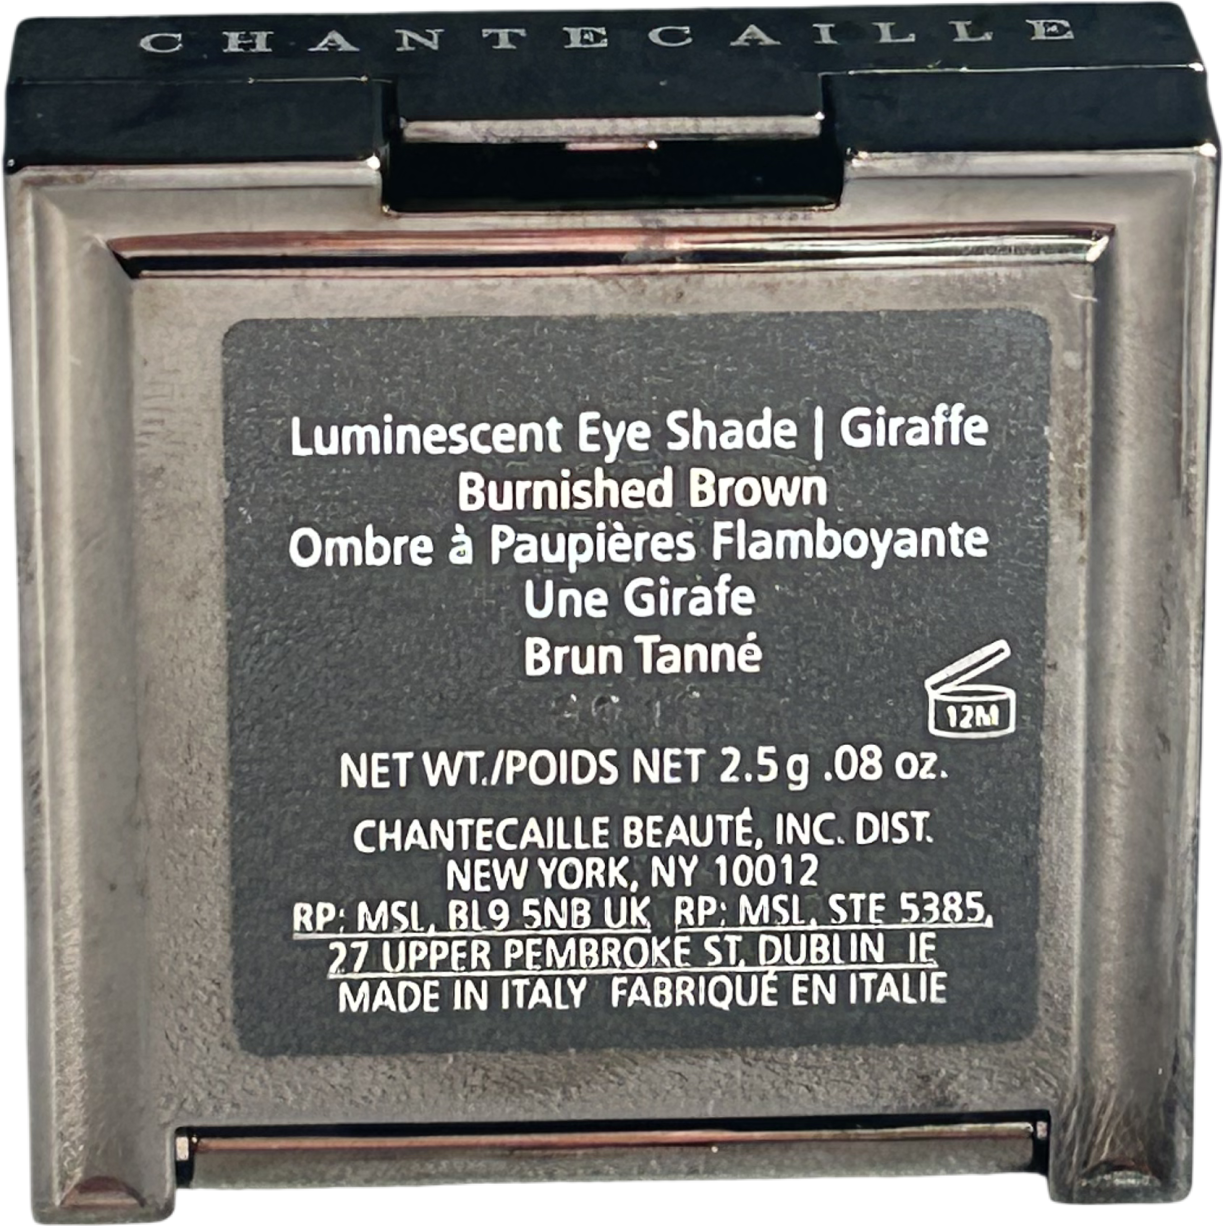 CHANTECAILLE
Luminescent Eye Shade | Giraffe
Burnished Brown
Ombre à Paupières Flamboyante
Une Girafe
Brun Tanné
12M
NET WT./POIDS NET 2.5 g .08 oz.
CHANTECAILLE BEAUTÉ, INC. DIST.
NEW YORK, NY 10012
RP: MSL, BL9 5NB UK RP: MSL, STE 5385,
27 UPPER PEMBROKE ST, DUBLIN IE
MADE IN ITALY FABRIQUÉ EN ITALIE